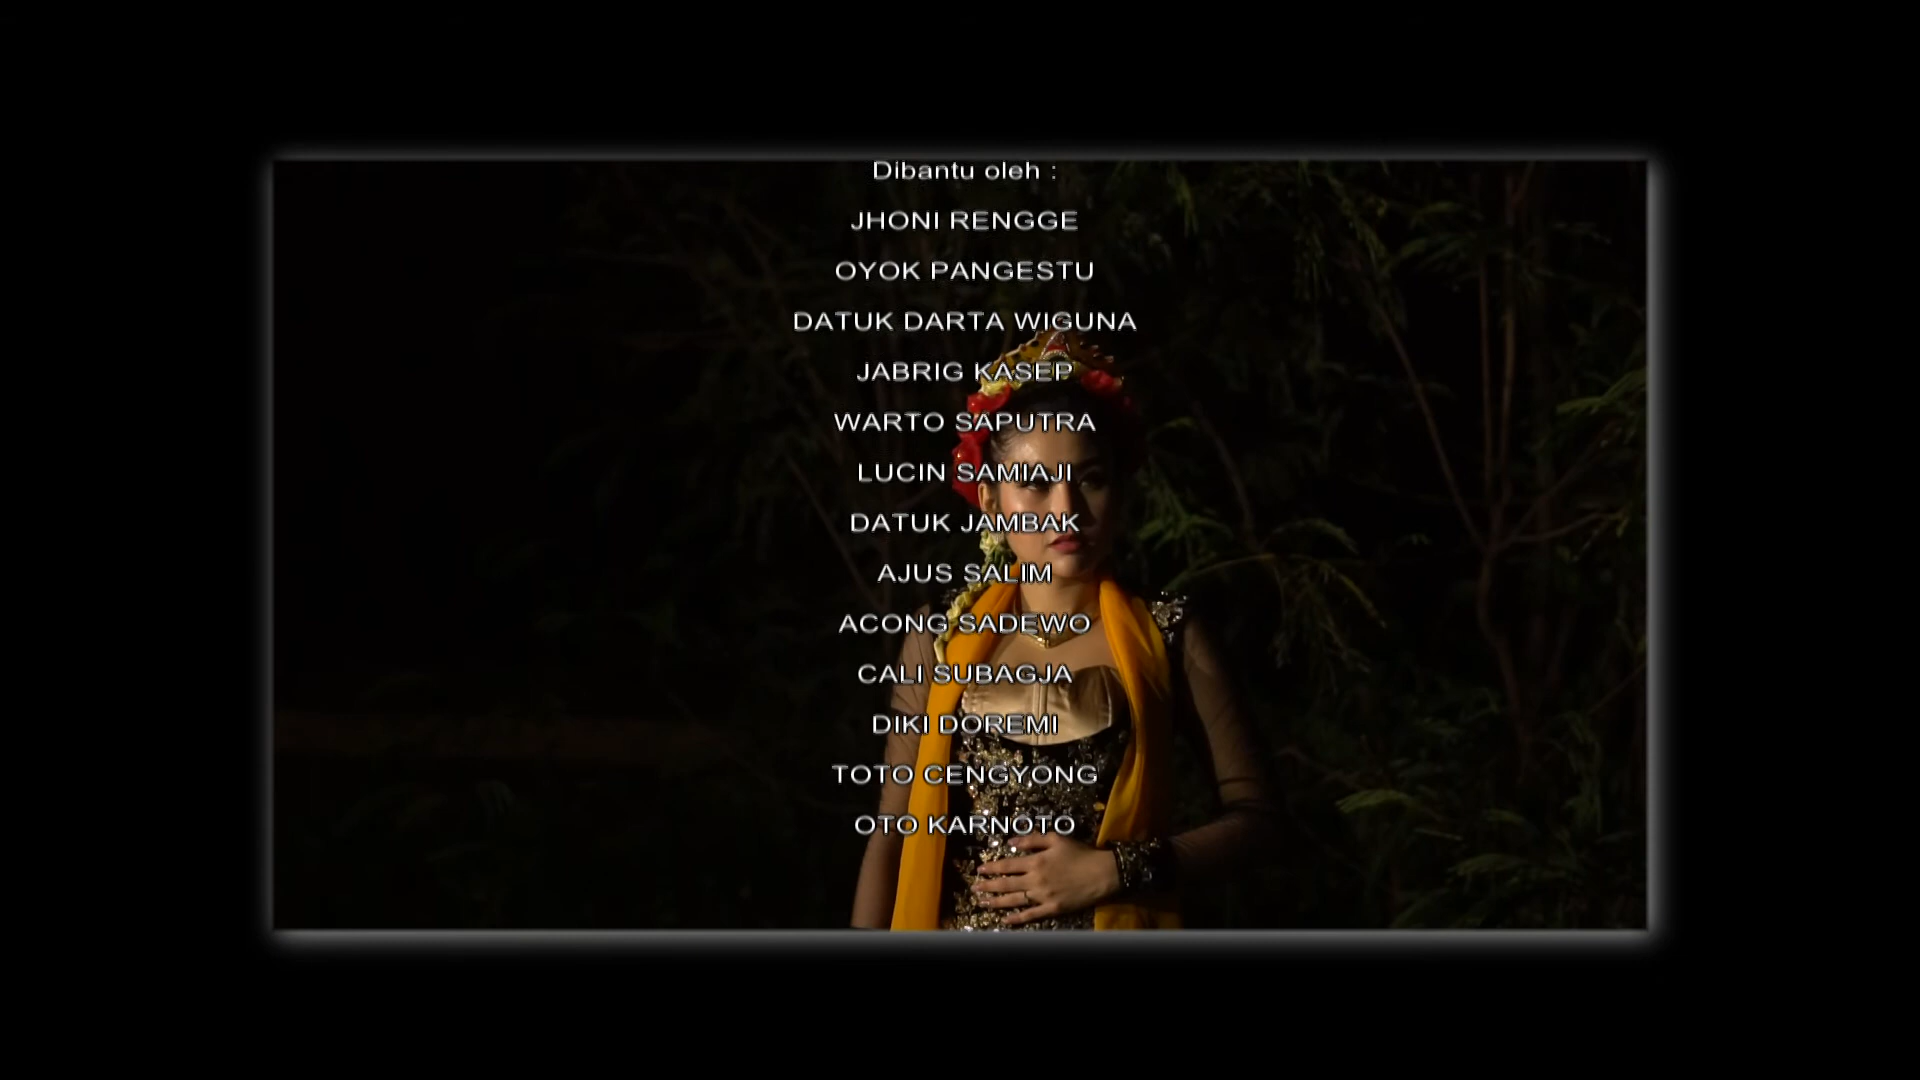 Dibantu oleh :
JHONI RENGGE
OYOK PANGESTU
DATUK DARTA WIGUNA
JABRIG KASEP
WARTO SAPUTRA
LUCIN SAMIAJI
DATUK JAMBAK
AJUS SALIM
ACONG SADEWO
CALI SUBAGJA
DIKI DOREMI
TOTO CENGYONG
OTO KARNOTO